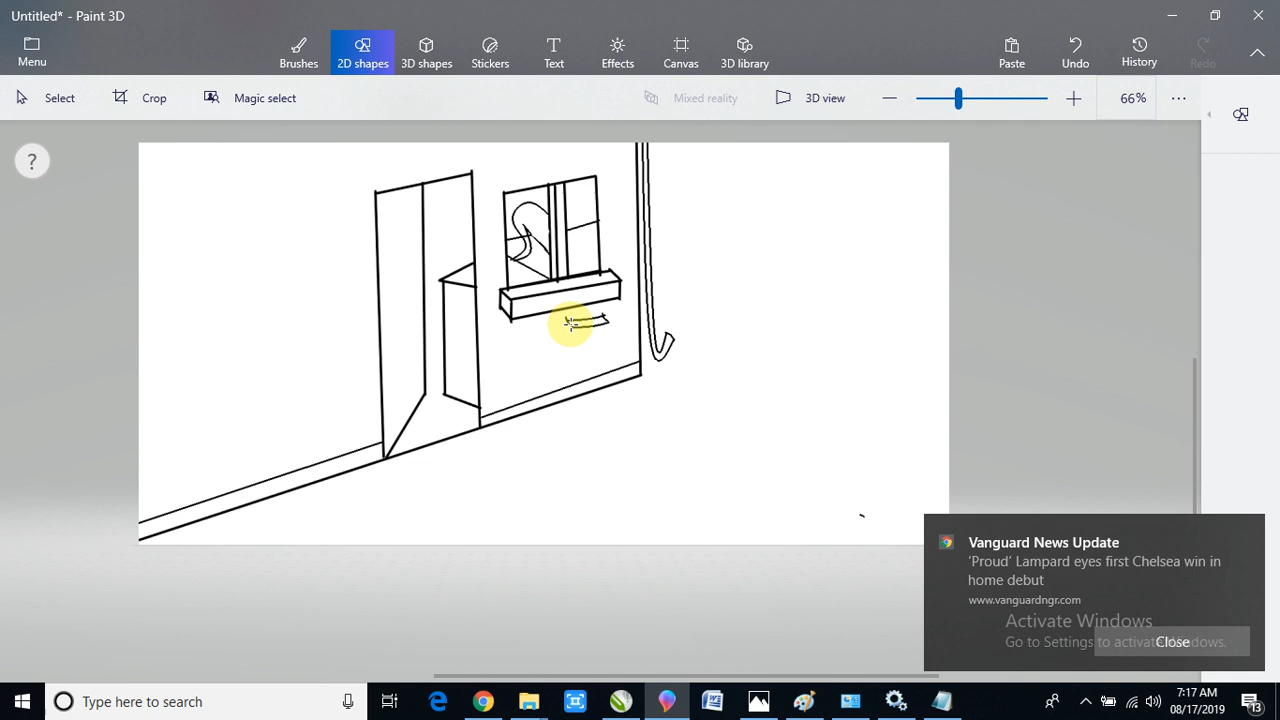 Untitled* - Paint 3D
Menu
Brushes
2D shapes
3D shapes
Stickers
Text
Effects
Canvas
3D library
Paste
Undo
History
Redo
Select
Crop
Magic select
Mixed reality
3D view
66%
?
Vanguard News Update
'Proud' Lampard eyes first Chelsea win in
home debut
www.vanguardngr.com
Activate Windows
Go to Settings to activate Windows.
Close
Type here to search
7:17 AM
08/17/2019
13